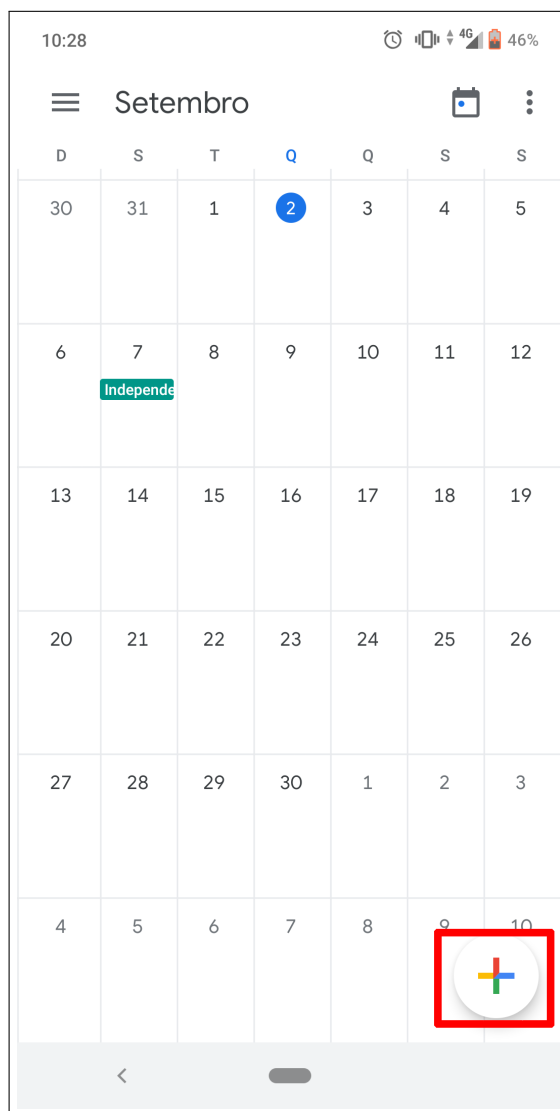 10:28 4G 46%
Setembro
D S T Q Q S S
30 31 1 2 3 4 5
6 7 8 9 10 11 12
Independe
13 14 15 16 17 18 19
20 21 22 23 24 25 26
27 28 29 30 1 2 3
4 5 6 7 8 9 10